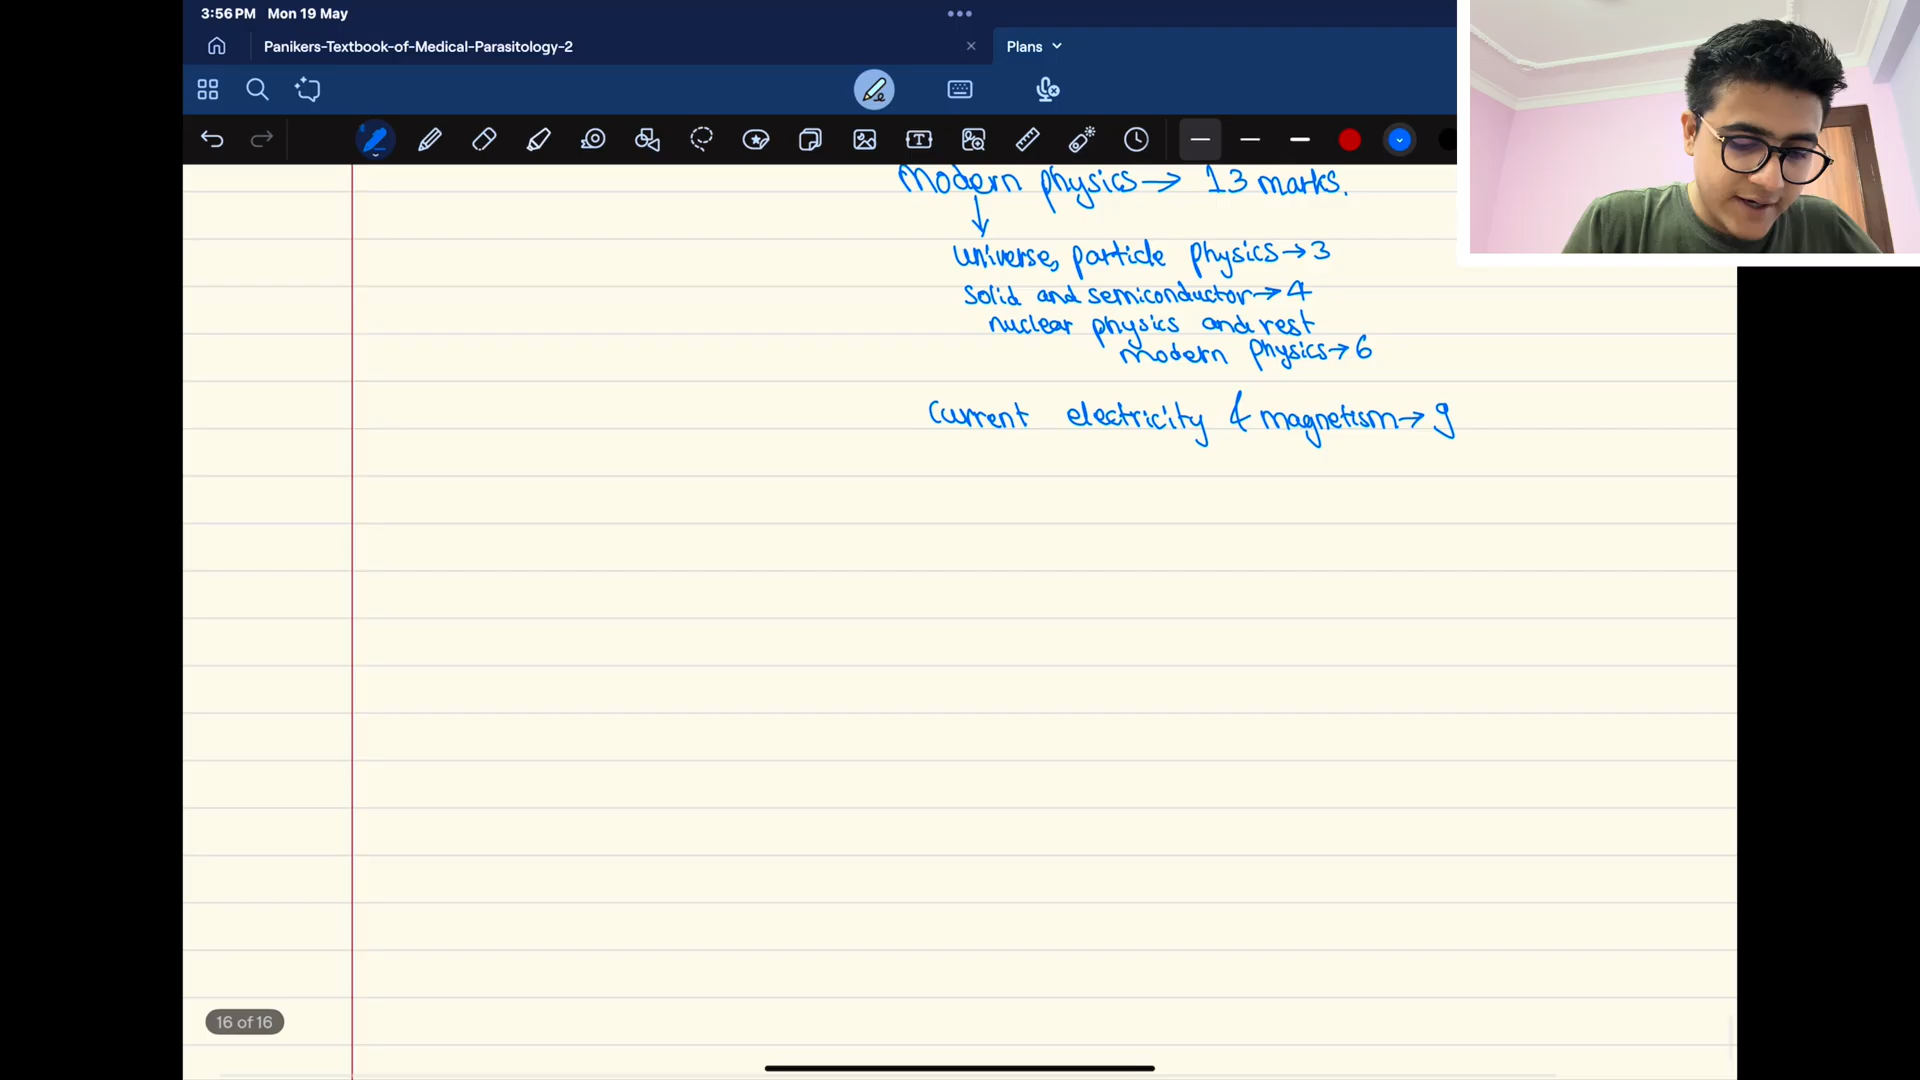 3:56 PM Mon 19 May
Panikers-Textbook-of-Medical-Parasitology-2
Plans
Modern physics → 13 marks.
↓
universe, particle physics → 3
solid and semiconductor → 4
nuclear physics and rest
modern physics → 6
Current electricity & magnetism → 9
16 of 16